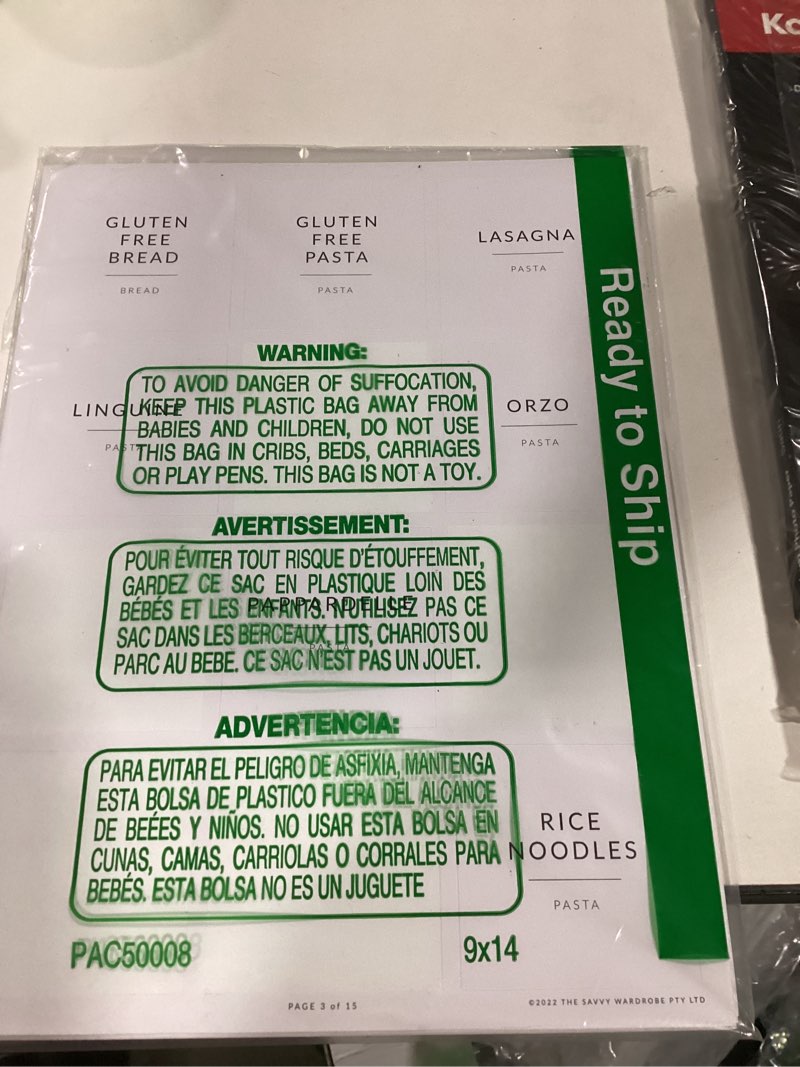 Ko
GLUTEN
FREE
BREAD
BREAD
GLUTEN
FREE
PASTA
PASTA
LASAGNA
PASTA
Ready to Ship
WARNING:
TO AVOID DANGER OF SUFFOCATION,
KEEP THIS PLASTIC BAG AWAY FROM
BABIES AND CHILDREN, DO NOT USE
THIS BAG IN CRIBS, BEDS, CARRIAGES
OR PLAY PENS. THIS BAG IS NOT A TOY.
LINGUINE
PASTA
ORZO
PASTA
AVERTISSEMENT:
POUR ÉVITER TOUT RISQUE D'ÉTOUFFEMENT,
GARDEZ CE SAC EN PLASTIQUE LOIN DES
BÉBÉS ET LES ENFANTS. N'UTILISEZ PAS CE
SAC DANS LES BERCEAUX, LITS, CHARIOTS OU
PARC AU BEBE. CE SAC N'EST PAS UN JOUET.
PAPPARDELLE
PASTA
ADVERTENCIA:
PARA EVITAR EL PELIGRO DE ASFIXIA, MANTENGA
ESTA BOLSA DE PLASTICO FUERA DEL ALCANCE
DE BEÉES Y NIÑOS. NO USAR ESTA BOLSA EN
CUNAS, CAMAS, CARRIOLAS O CORRALES PARA
BEBÉS. ESTA BOLSA NO ES UN JUGUETE
RICE
NOODLES
PASTA
PAC50008
9x14
PAGE 3 of 15
©2022 THE SAVVY WARDROBE PTY LTD